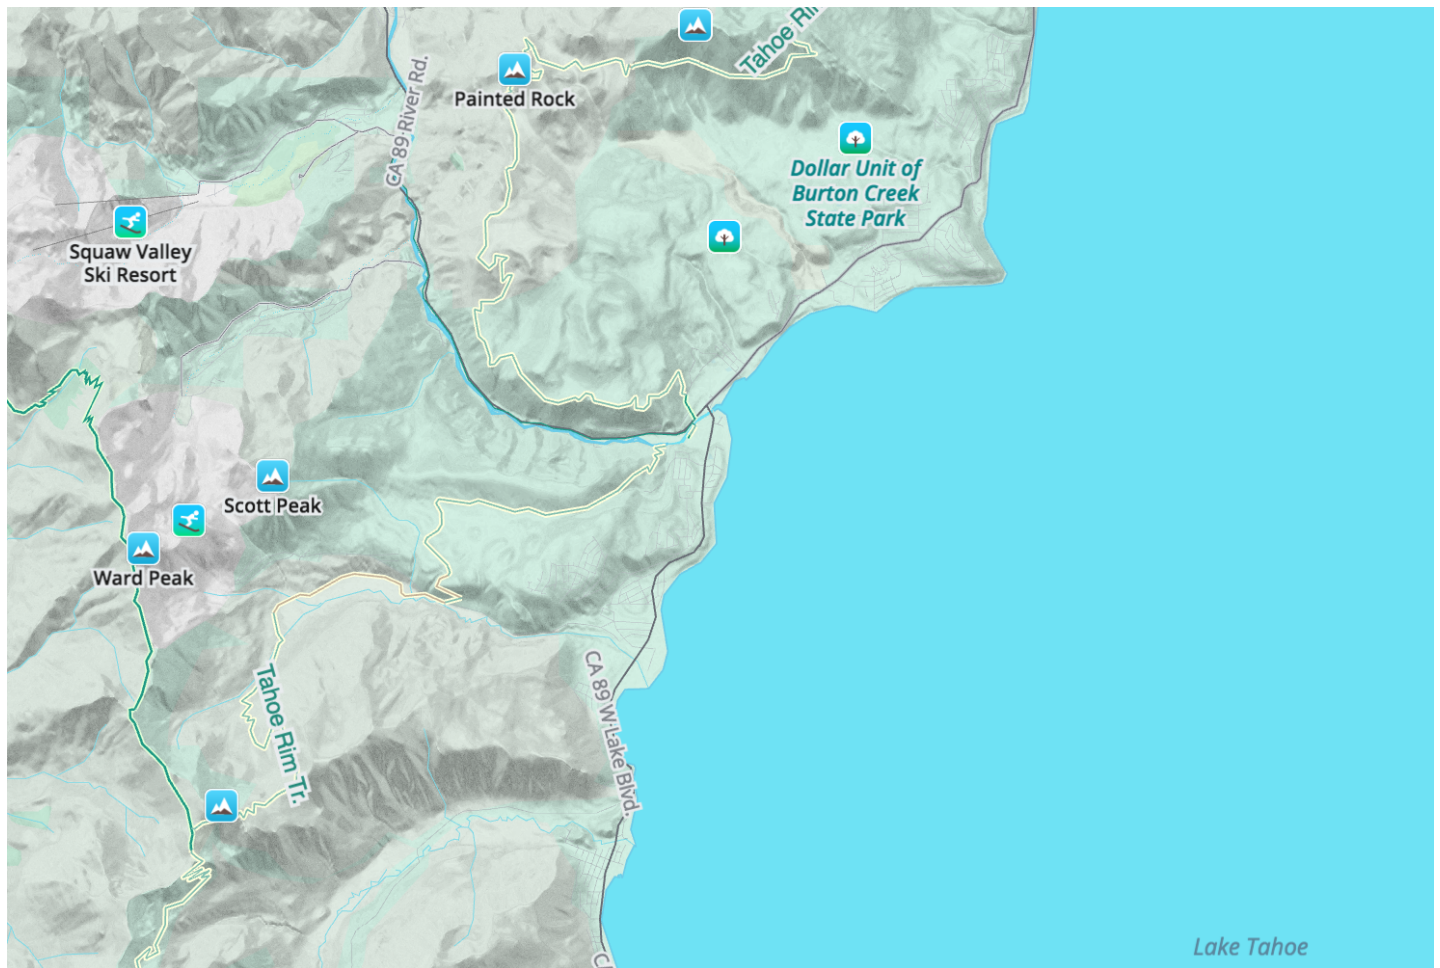 Tahoe Ri
CA 89 River Rd.
Painted Rock
Dollar Unit of
Burton Creek
State Park
Squaw Valley
Ski Resort
Scott Peak
Ward Peak
Tahoe Rim Tr.
CA 89 W Lake Blvd.
Lake Tahoe